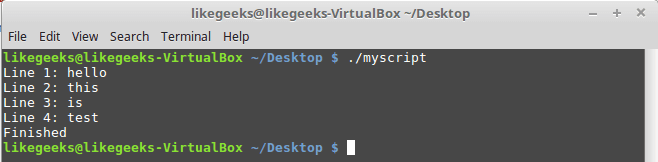 likegeeks@likegeeks-VirtualBox ~/Desktop
File Edit View Search Terminal Help
likegeeks@likegeeks-VirtualBox ~/Desktop $ ./myscript
Line 1: hello
Line 2: this
Line 3: is
Line 4: test
Finished
likegeeks@likegeeks-VirtualBox ~/Desktop $